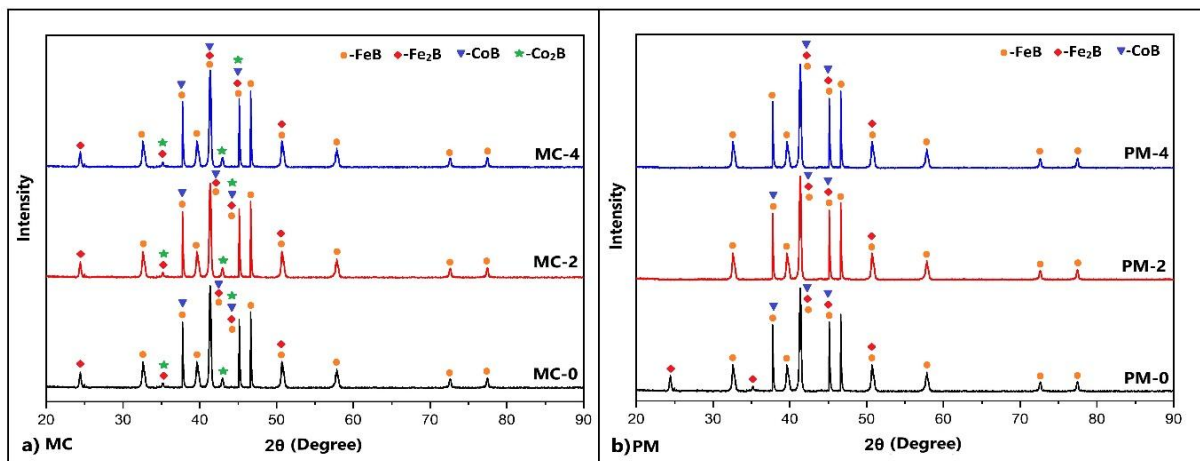 -FeB -Fe₂B -CoB -Co₂B
MC-4
MC-2
MC-0
Intensity
20 30 40 50 60 70 80 90
2θ (Degree)
a) MC
-FeB -Fe₂B -CoB
PM-4
PM-2
PM-0
Intensity
20 30 40 50 60 70 80 90
2θ (Degree)
b) PM